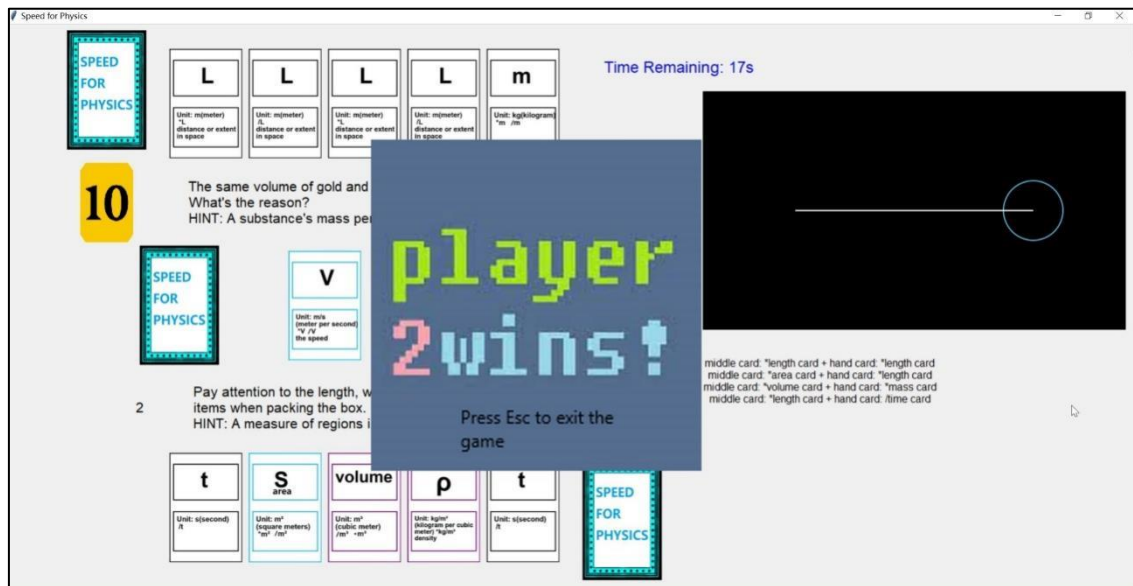 Speed for Physics
SPEED
FOR
PHYSICS
L
Unit: m(meter)
*L
distance or extent
in space
L
Unit: m(meter)
/L
distance or extent
in space
L
Unit: m(meter)
*L
distance or extent
in space
L
Unit: m(meter)
/L
distance or extent
in space
m
Unit: kg(kilogram)
*m /m
Time Remaining: 17s
10
The same volume of gold and
What's the reason?
HINT: A substance's mass per
SPEED
FOR
PHYSICS
V
Unit: m/s
(meter per second)
*V /V
the speed
player
2wins!
Press Esc to exit the
game
middle card: *length card + hand card: *length card
middle card: *area card + hand card: *length card
middle card: *volume card + hand card: *mass card
middle card: *length card + hand card: /time card
2
Pay attention to the length, w
items when packing the box.
HINT: A measure of regions i
t
Unit: s(second)
/t
S
area
Unit: m²
(square meters)
*m² /m²
volume
Unit: m³
(cubic meter)
/m³ *m³
ρ
Unit: kg/m³
(kilogram per cubic
meter) *kg/m³
density
t
Unit: s(second)
/t
SPEED
FOR
PHYSICS